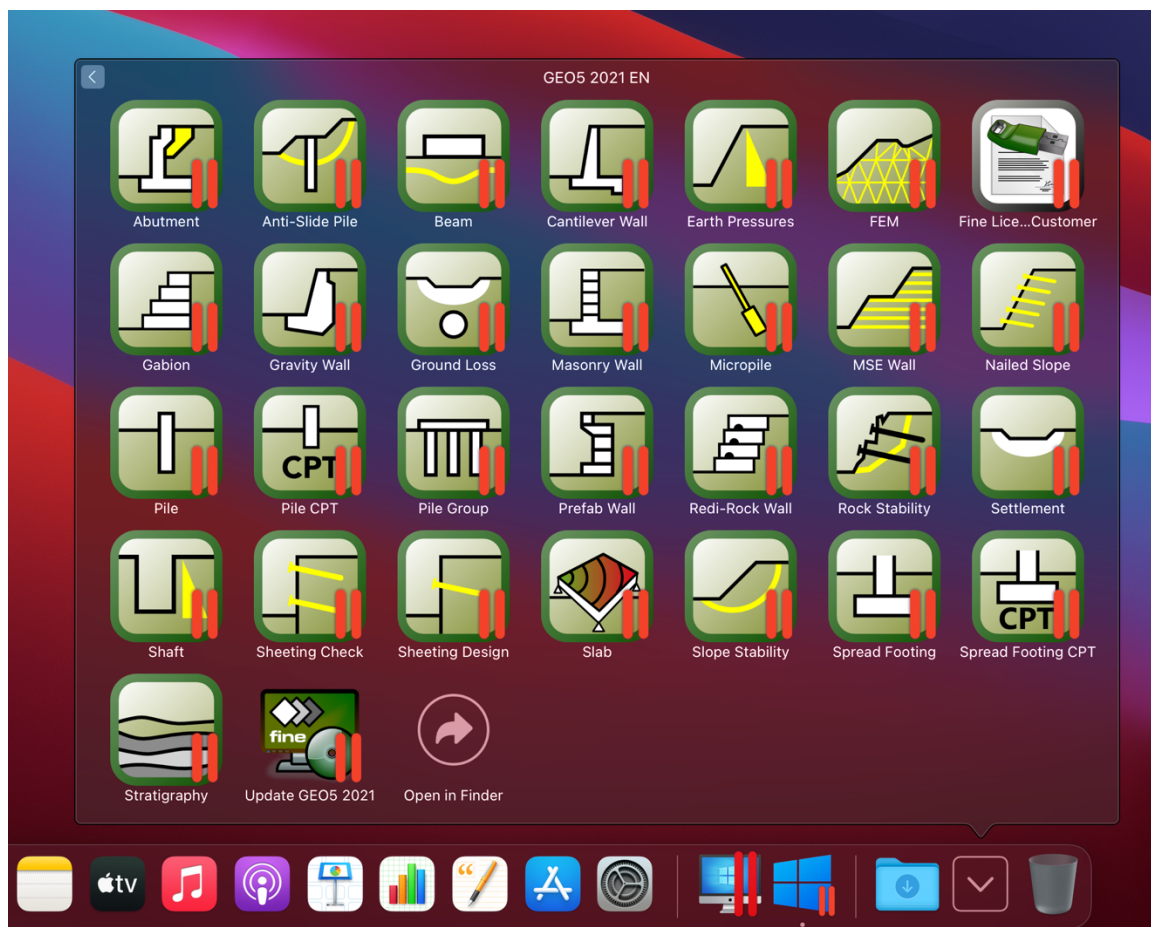 GEO5 2021 EN
Abutment
Anti-Slide Pile
Beam
Cantilever Wall
Earth Pressures
FEM
Fine Lice...Customer
Gabion
Gravity Wall
Ground Loss
Masonry Wall
Micropile
MSE Wall
Nailed Slope
CPT
Pile
Pile CPT
Pile Group
Prefab Wall
Redi-Rock Wall
Rock Stability
Settlement
CPT
Shaft
Sheeting Check
Sheeting Design
Slab
Slope Stability
Spread Footing
Spread Footing CPT
fine
Stratigraphy
Update GEO5 2021
Open in Finder
tv